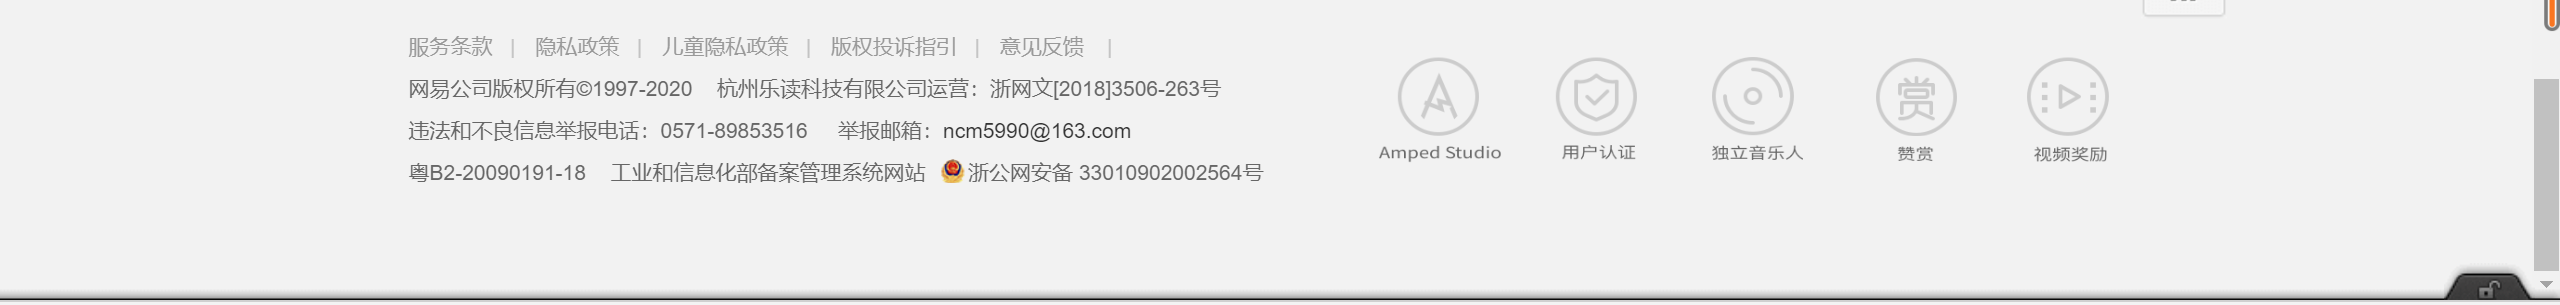 服务条款 | 隐私政策 | 儿童隐私政策 | 版权投诉指引 | 意见反馈 |
网易公司版权所有©1997-2020 杭州乐读科技有限公司运营：浙网文[2018]3506-263号
违法和不良信息举报电话：0571-89853516 举报邮箱：ncm5990@163.com
粤B2-20090191-18 工业和信息化部备案管理系统网站 浙公网安备 33010902002564号
赏
Amped Studio 用户认证 独立音乐人 赞赏 视频奖励